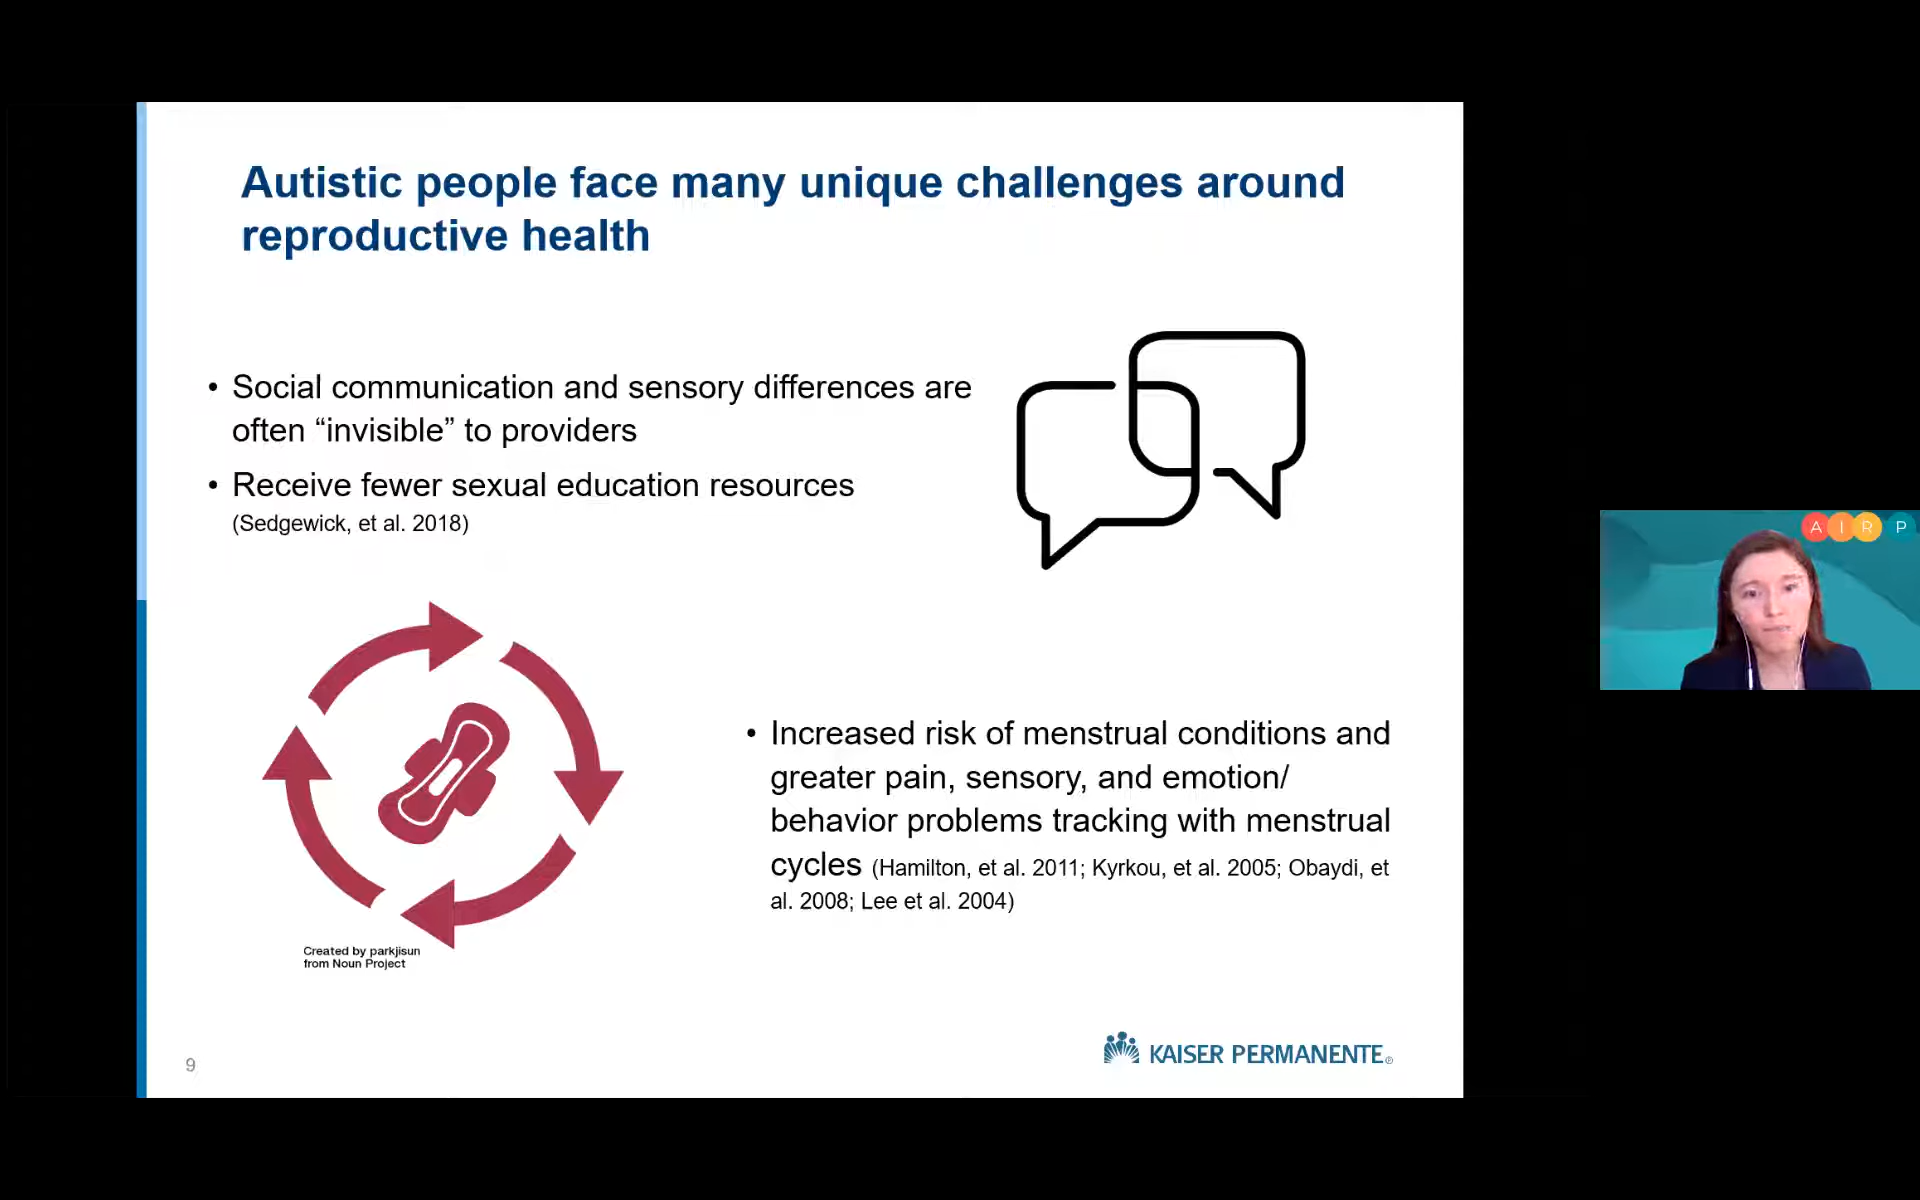 Autistic people face many unique challenges around
reproductive health
• Social communication and sensory differences are
often “invisible” to providers
• Receive fewer sexual education resources
(Sedgewick, et al. 2018)
• Increased risk of menstrual conditions and
greater pain, sensory, and emotion/
behavior problems tracking with menstrual
cycles (Hamilton, et al. 2011; Kyrkou, et al. 2005; Obaydi, et
al. 2008; Lee et al. 2004)
Created by parkjisun
from Noun Project
9
KAISER PERMANENTE®
A I R P